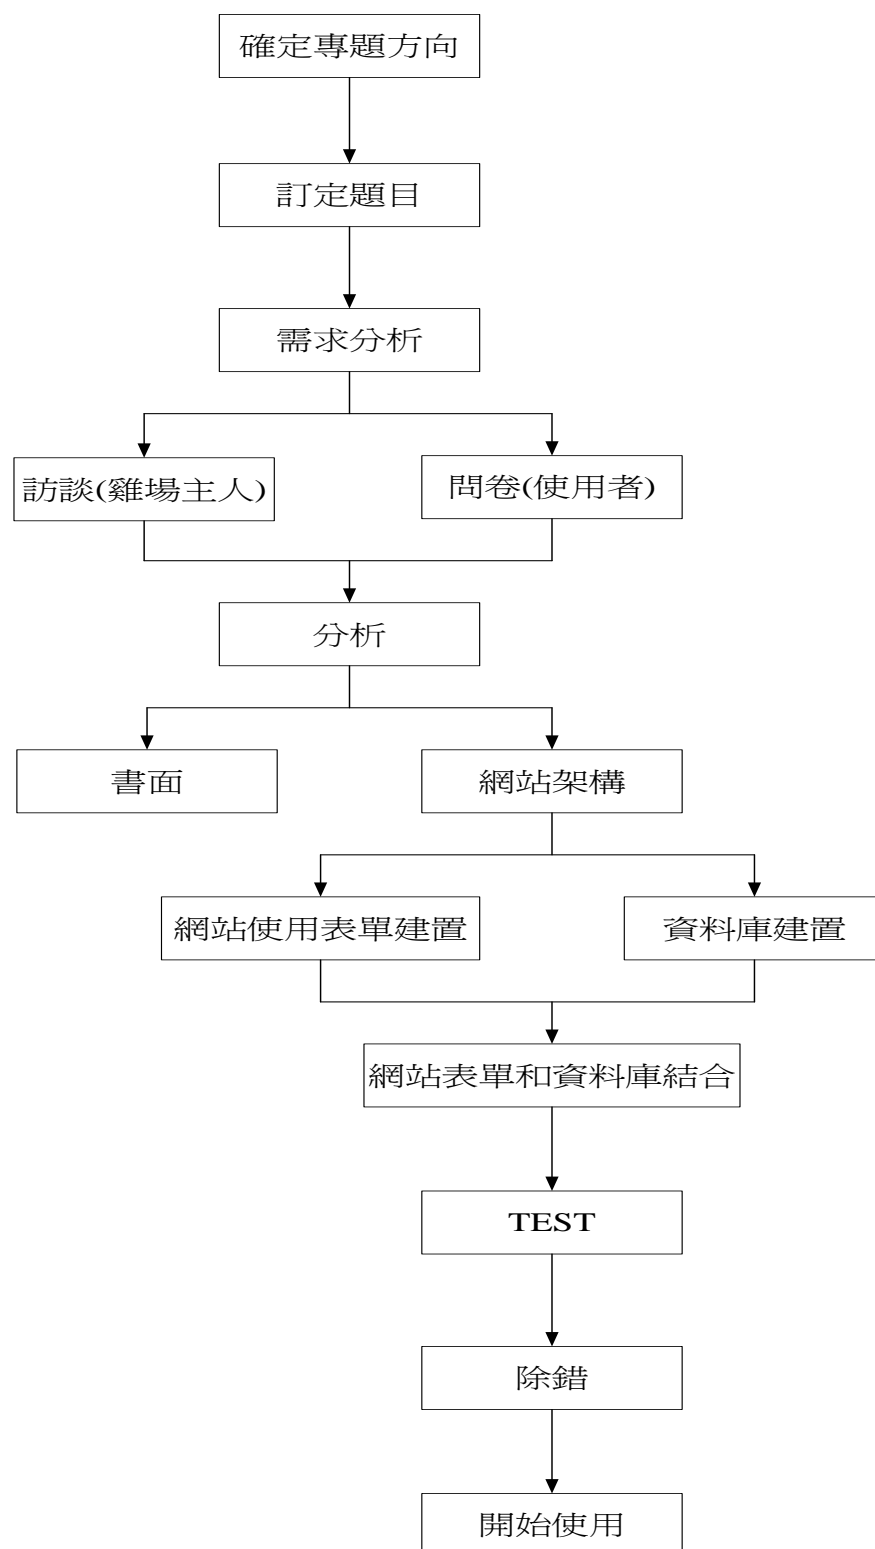 確定專題方向
訂定題目
需求分析
訪談(雞場主人)
問卷(使用者)
分析
書面
網站架構
網站使用表單建置
資料庫建置
網站表單和資料庫結合
TEST
除錯
開始使用